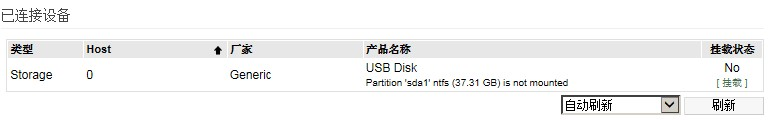 已连接设备
类型 Host 厂家 产品名称 挂载状态
Storage 0 Generic USB Disk No
Partition 'sda1' ntfs (37.31 GB) is not mounted [ 挂载 ]
自动刷新 刷新